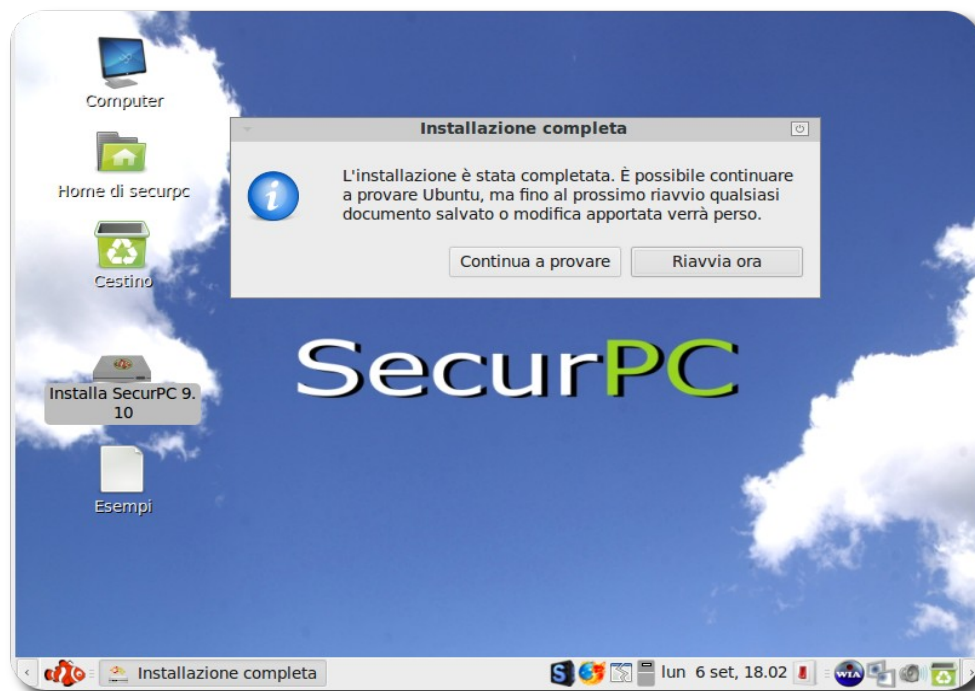 Computer
Home di securpc
Cestino
Installa SecurPC 9.
10
Esempi
Installazione completa
L'installazione è stata completata. È possibile continuare
a provare Ubuntu, ma fino al prossimo riavvio qualsiasi
documento salvato o modifica apportata verrà perso.
Continua a provare
Riavvia ora
SecurPC
Installazione completa
S
lun 6 set, 18.02
WIA